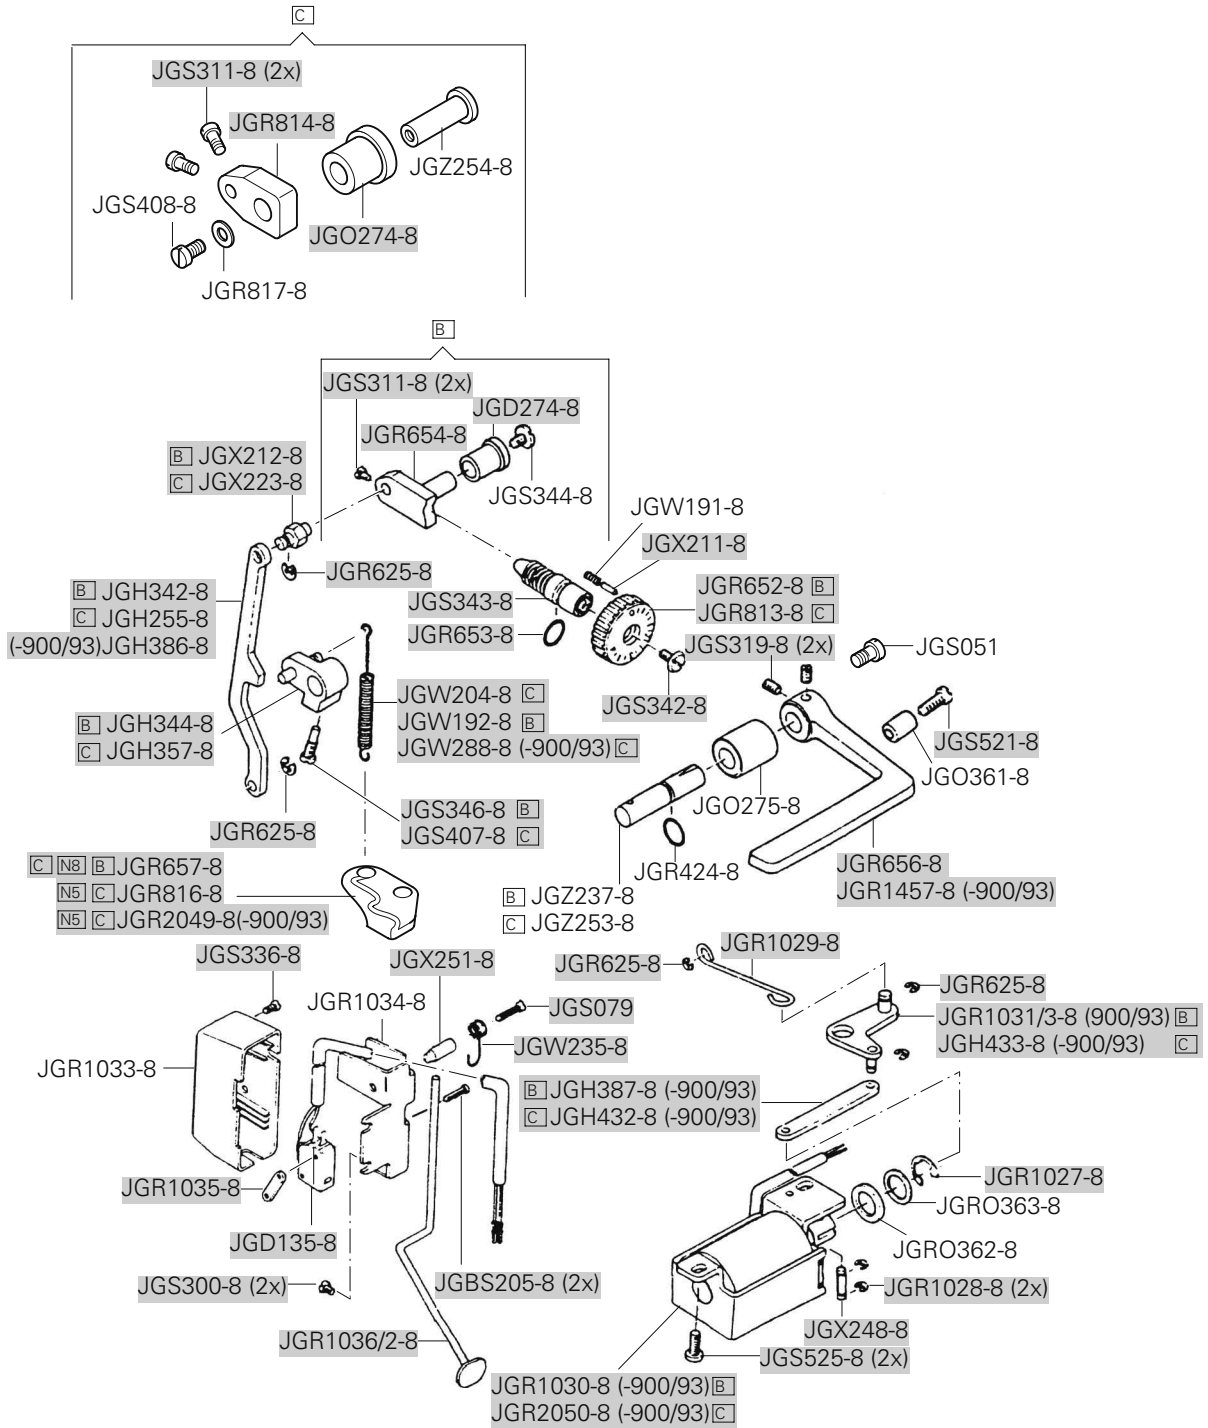 C
JGS311-8 (2x)
JGR814-8
JGZ254-8
JGS408-8
JGO274-8
JGR817-8
B
JGS311-8 (2x)
JGD274-8
JGR654-8
B JGX212-8
C JGX223-8
JGS344-8
JGW191-8
JGX211-8
JGR625-8
JGR652-8 B
JGR813-8 C
B JGH342-8
C JGH255-8
(-900/93)JGH386-8
JGS343-8
JGR653-8
JGS319-8 (2x)
JGS051
JGW204-8 C
JGW192-8 B
JGW288-8 (-900/93) C
JGS342-8
B JGH344-8
C JGH357-8
JGS521-8
JGO361-8
JGO275-8
JGS346-8 B
JGS407-8 C
JGR625-8
JGR424-8
JGR656-8
JGR1457-8 (-900/93)
C N8 B JGR657-8
N5 C JGR816-8
N5 C JGR2049-8(-900/93)
B JGZ237-8
C JGZ253-8
JGS336-8
JGX251-8
JGR625-8
JGR1029-8
JGR1034-8
JGS079
JGR625-8
JGR1031/3-8 (900/93) B
JGH433-8 (-900/93) C
JGW235-8
JGR1033-8
B JGH387-8 (-900/93)
C JGH432-8 (-900/93)
JGR1035-8
JGR1027-8
JGRO363-8
JGD135-8
JGRO362-8
JGS300-8 (2x)
JGBS205-8 (2x)
JGR1028-8 (2x)
JGX248-8
JGR1036/2-8
JGS525-8 (2x)
JGR1030-8 (-900/93) B
JGR2050-8 (-900/93) C